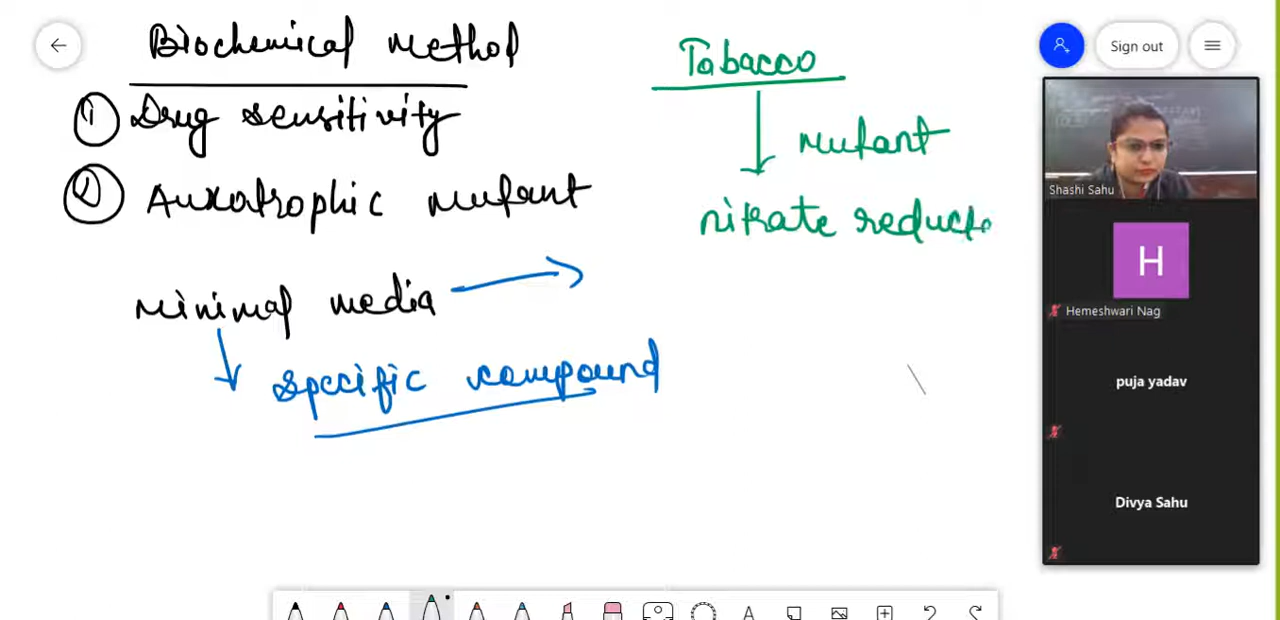 Biochemical method
① Drug sensitivity
② Auxotrophic mutant
minimal media
specific compound
Tobacco
mutant
nitrate reducta
Sign out
Shashi Sahu
H
Hemeshwari Nag
puja yadav
Divya Sahu
A